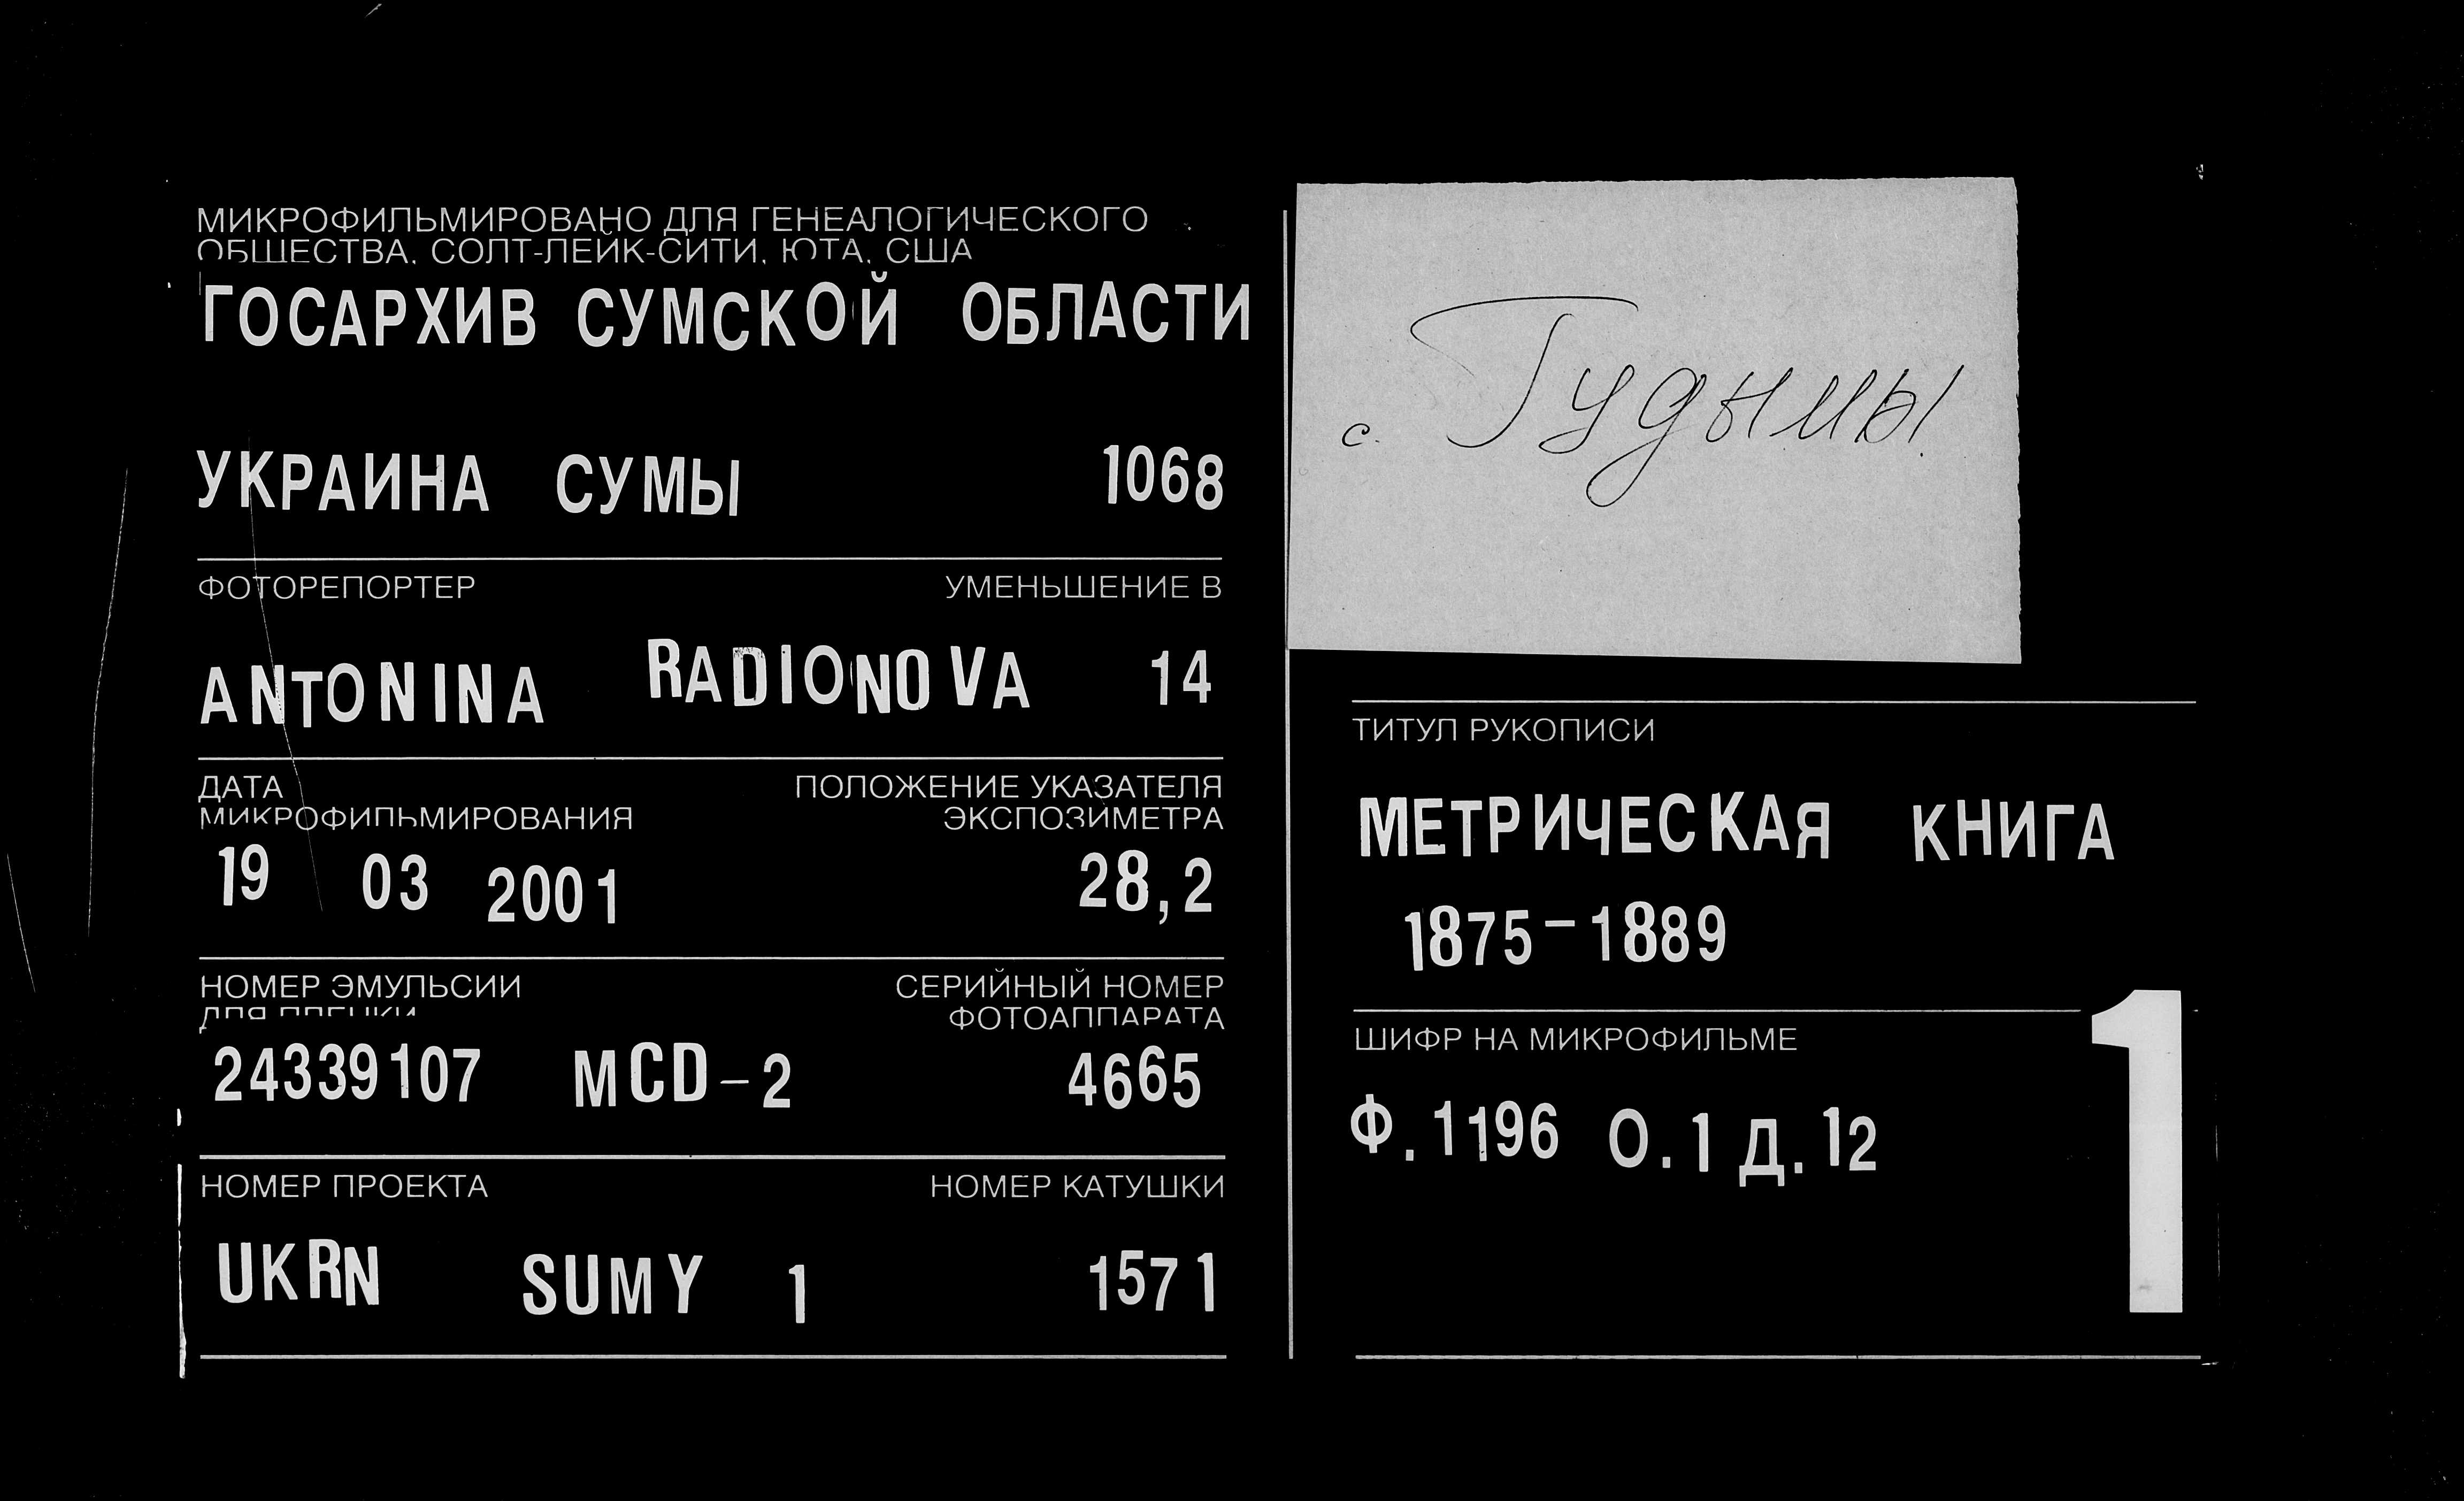 МИКРОФИЛЬМИРОВАНО ДЛЯ ГЕНЕАЛОГИЧЕСКОГО
ОБЩЕСТВА, СОЛТ-ЛЕЙК-СИТИ, ЮТА, США
ГОСАРХИВ СУМСКОЙ ОБЛАСТИ
УКРАИНА СУМЫ 1068
ФОТОРЕПОРТЕР УМЕНЬШЕНИЕ В
ANTONINA RADIONOVA 14
ДАТА ПОЛОЖЕНИЕ УКАЗАТЕЛЯ
МИКРОФИЛЬМИРОВАНИЯ ЭКСПОЗИМЕТРА
19 03 2001 28,2
НОМЕР ЭМУЛЬСИИ СЕРИЙНЫЙ НОМЕР
ДЛЯ ПЛЕНКИ ФОТОАППАРАТА
24339107 MCD-2 4665
НОМЕР ПРОЕКТА НОМЕР КАТУШКИ
UKRN SUMY 1 1571
с. Гудымы
ТИТУЛ РУКОПИСИ
МЕТРИЧЕСКАЯ КНИГА
1875-1889
ШИФР НА МИКРОФИЛЬМЕ
Ф.1196 О.1 Д.12
1